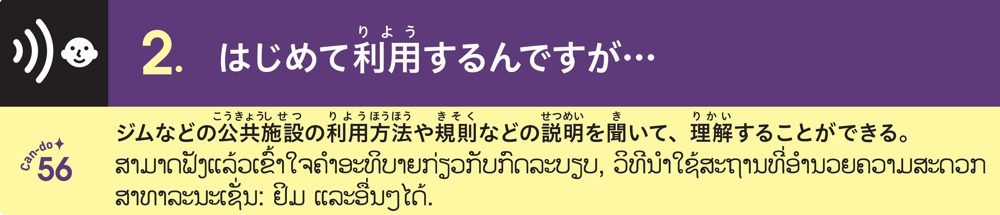 りよう
2. はじめて利用するんですが…
こうきょうしせつ りようほうほう きそく せつめい き りかい
ジムなどの公共施設の利用方法や規則などの説明を聞いて、理解することができる。
can-do
56
ສາມາດຟັງແລ້ວເຂົ້າໃຈຄຳອະທິບາຍກ່ຽວກັບກົດລະບຽບ, ວິທີນຳໃຊ້ສະຖານທີ່ອຳນວຍຄວາມສະດວກ
ສາທາລະນະເຊັ່ນ: ຢິມ ແລະອື່ນໆໄດ້.